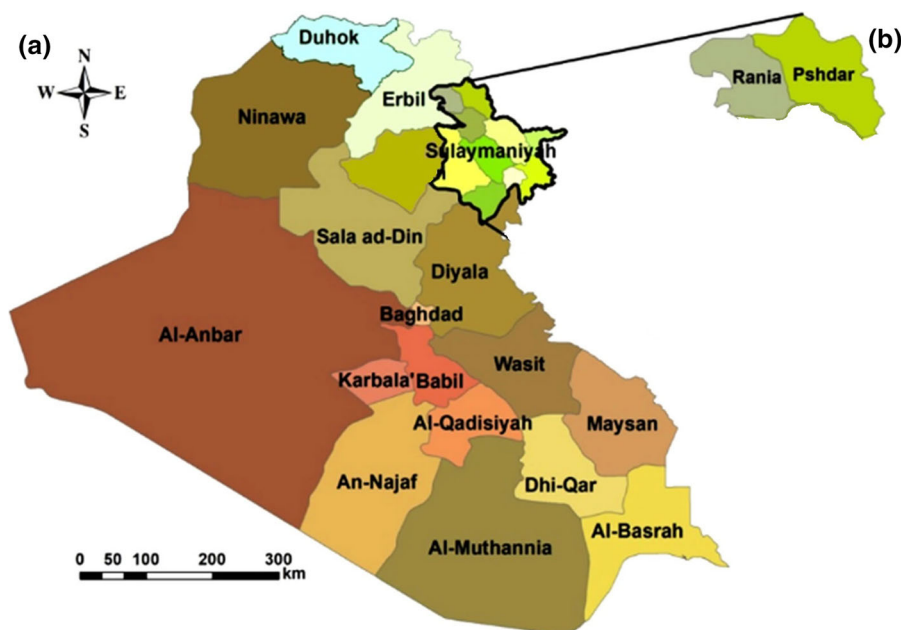 (a)
(b)
N
W E
S
Duhok
Erbil
Ninawa
Rania
Pshdar
Sulaymaniyah
Sala ad-Din
Diyala
Baghdad
Al-Anbar
Wasit
Karbala'
Babil
Al-Qadisiyah
Maysan
An-Najaf
Dhi-Qar
Al-Basrah
Al-Muthannia
0 50 100 200 300
km